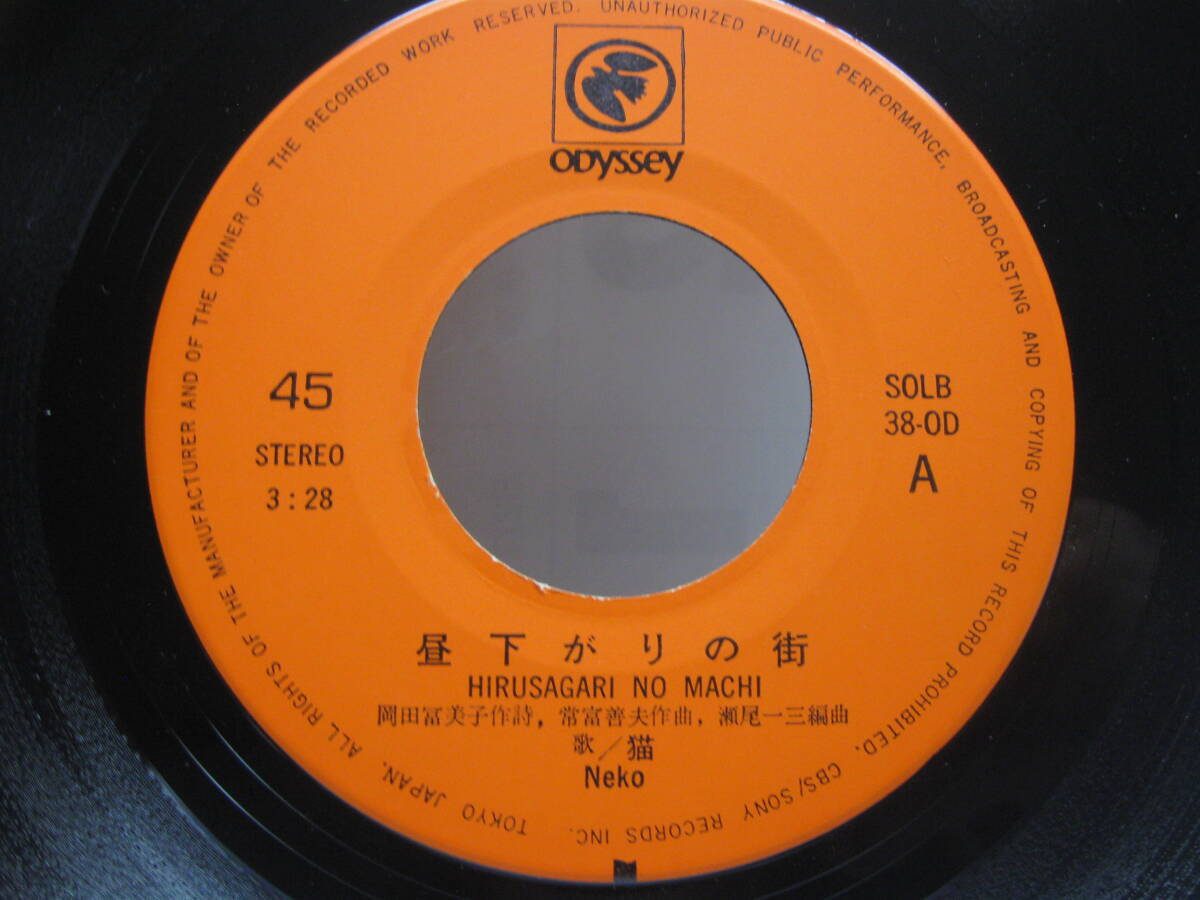 ODYSSEY
45
STEREO
3:28
SOLB
38-OD
A
昼下がりの街
HIRUSAGARI NO MACHI
岡田冨美子作詩, 常富善夫作曲, 瀬尾一三編曲
歌/猫
Neko
ALL RIGHTS OF THE MANUFACTURER AND OF THE OWNER OF THE RECORDED WORK RESERVED. UNAUTHORIZED PUBLIC PERFORMANCE, BROADCASTING AND COPYING OF THIS RECORD PROHIBITED. CBS/SONY RECORDS INC. TOKYO JAPAN.